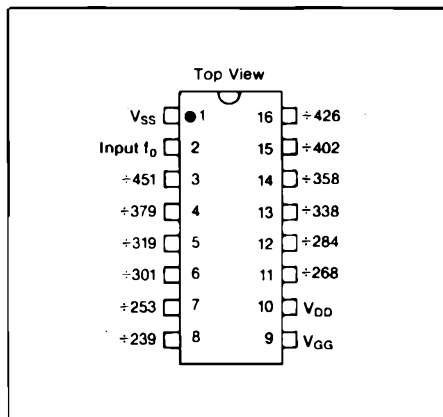 Top View
VSS 1 16 ÷426
Input f0 2 15 ÷402
÷451 3 14 ÷358
÷379 4 13 ÷338
÷319 5 12 ÷284
÷301 6 11 ÷268
÷253 7 10 VDD
÷239 8 9 VGG